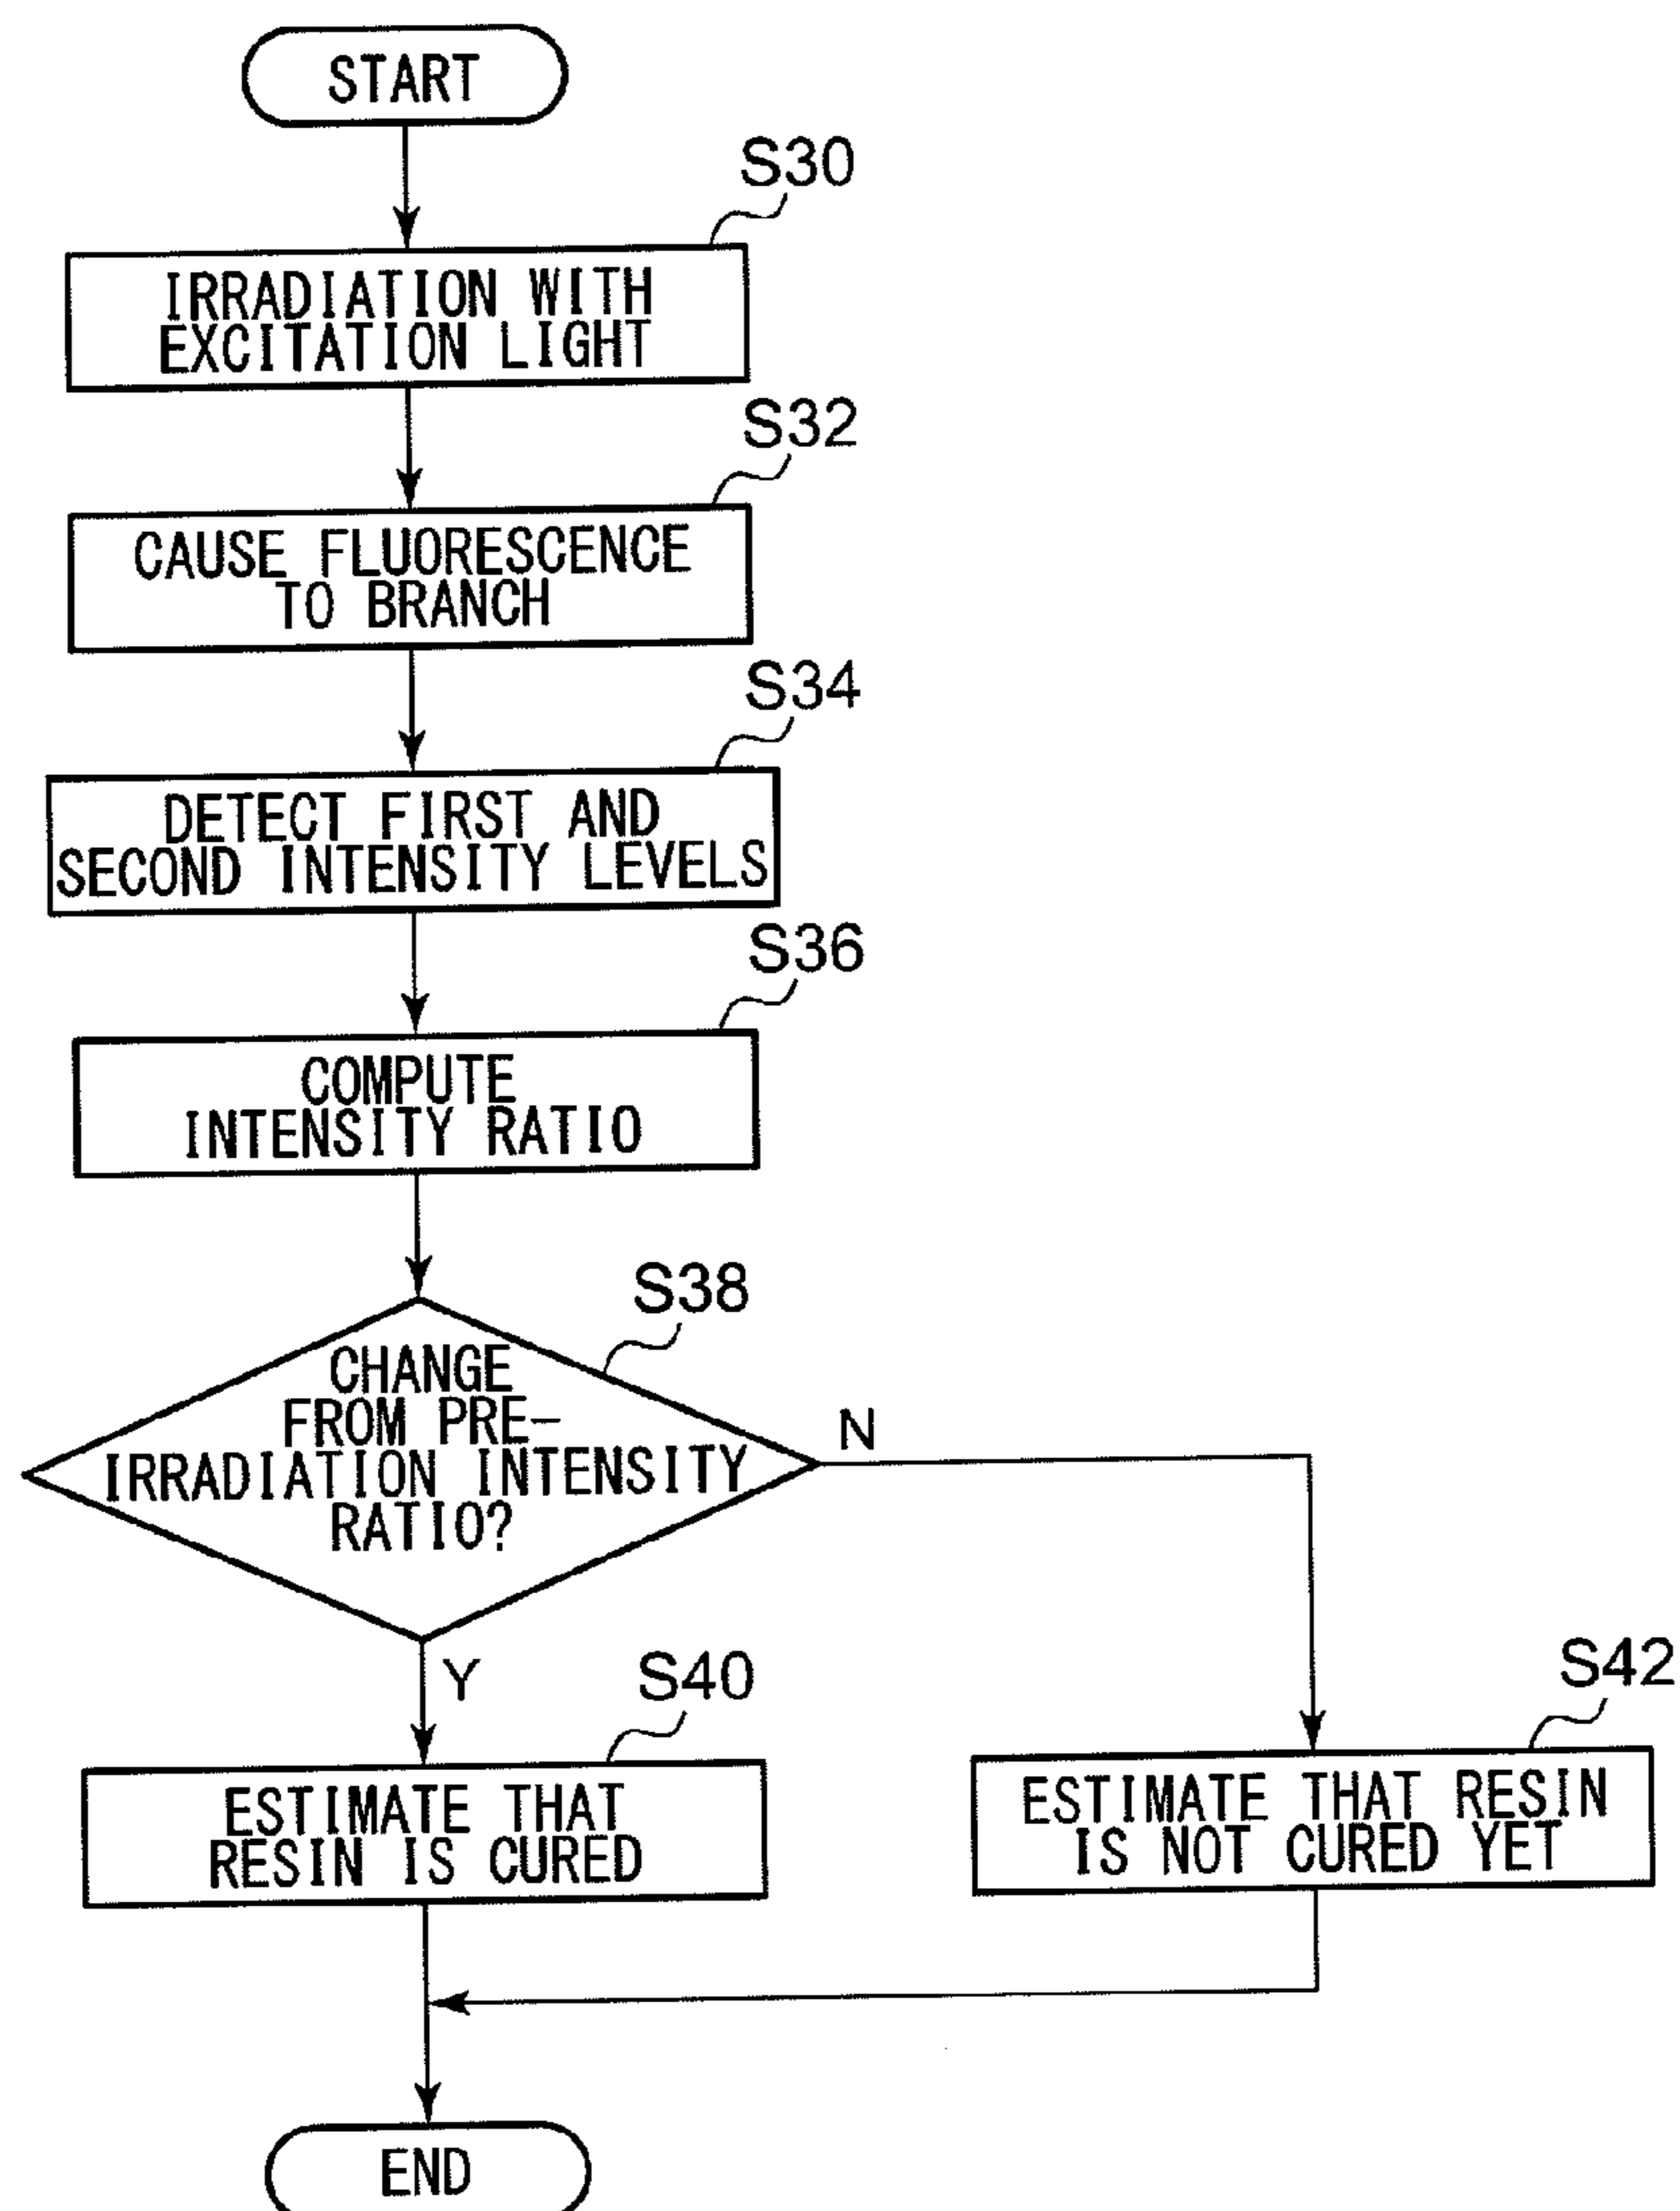 START
S30
IRRADIATION WITH
EXCITATION LIGHT
S32
CAUSE FLUORESCENCE
TO BRANCH
S34
DETECT FIRST AND
SECOND INTENSITY LEVELS
S36
COMPUTE
INTENSITY RATIO
S38
CHANGE
FROM PRE-
IRRADIATION INTENSITY
RATIO?
N
Y
S40
S42
ESTIMATE THAT
RESIN IS CURED
ESTIMATE THAT RESIN
IS NOT CURED YET
END